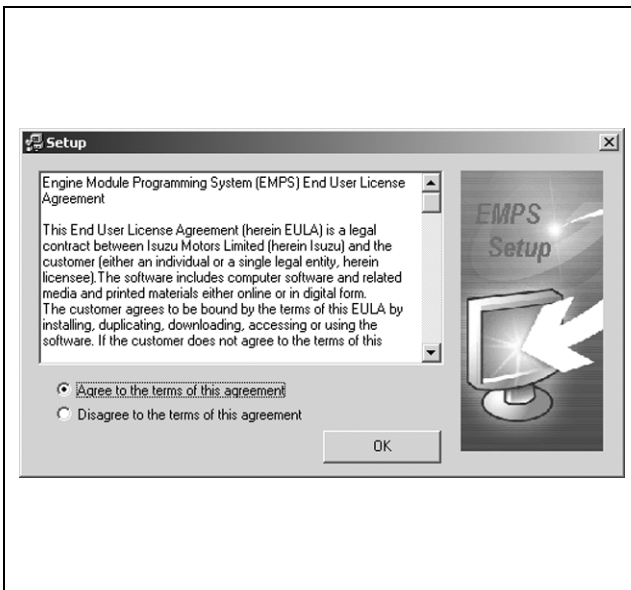 Setup
Engine Module Programming System (EMPS) End User License
Agreement
This End User License Agreement (herein EULA) is a legal
contract between Isuzu Motors Limited (herein Isuzu) and the
customer (either an individual or a single legal entity, herein
licensee).The software includes computer software and related
media and printed materials either online or in digital form.
The customer agrees to be bound by the terms of this EULA by
installing, duplicating, downloading, accessing or using the
software. If the customer does not agree to the terms of this
Agree to the terms of this agreement
Disagree to the terms of this agreement
OK
EMPS
Setup